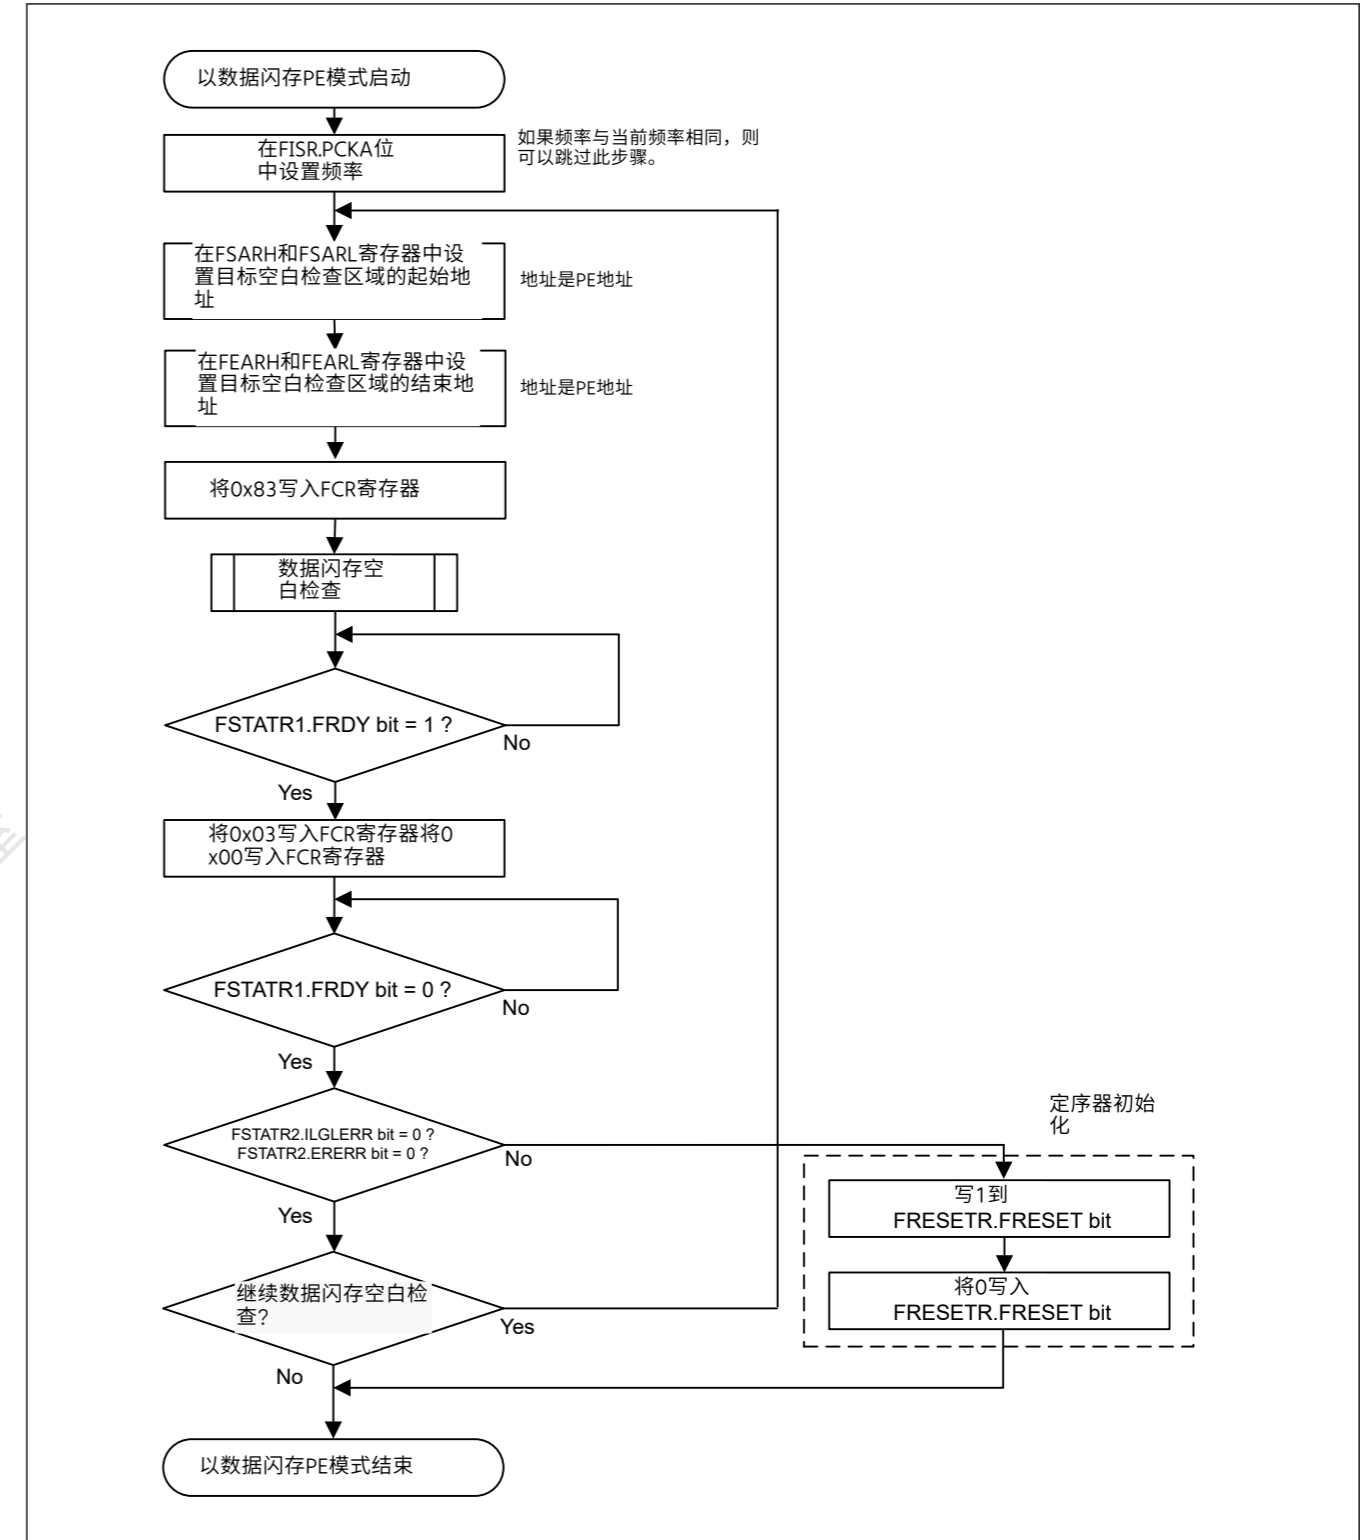 以数据闪存PE模式启动
在FISR.PCKA位
中设置频率
如果频率与当前频率相同，则
可以跳过此步骤。
在FSARH和FSARL寄存器中设
置目标空白检查区域的起始地
址
地址是PE地址
在FEARH和FEARL寄存器中设
置目标空白检查区域的结束地
址
地址是PE地址
将0x83写入FCR寄存器
数据闪存空
白检查
FSTATR1.FRDY bit = 1 ?
No
Yes
将0x03写入FCR寄存器将0
x00写入FCR寄存器
FSTATR1.FRDY bit = 0 ?
No
Yes
FSTATR2.ILGLERR bit = 0 ?
FSTATR2.ERERR bit = 0 ?
No
Yes
定序器初始
化
写1到
FRESETR.FRESET bit
将0写入
FRESETR.FRESET bit
继续数据闪存空白检
查?
Yes
No
以数据闪存PE模式结束